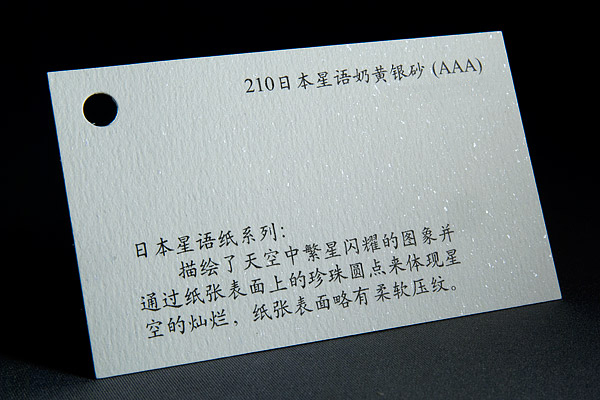 210日本星语奶黄银砂 (AAA)
日本星语纸系列：
描绘了天空中繁星闪耀的图象并
通过纸张表面上的珍珠圆点来体现星
空的灿烂，纸张表面略有柔软压纹。